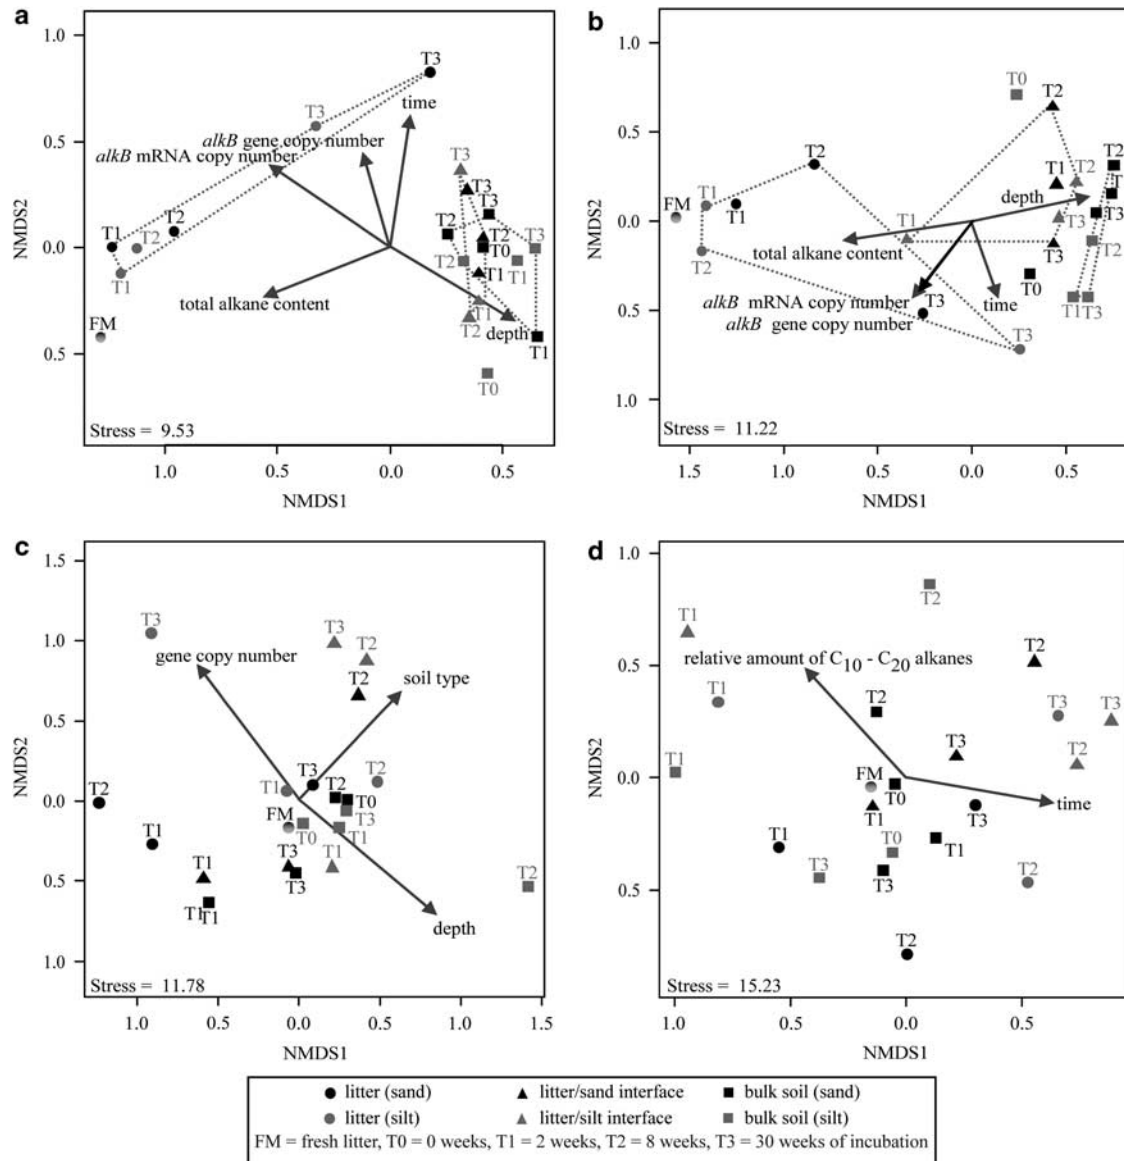 a
1.0
0.5
0.0
0.5
NMDS2
T3
T3
time
alkB gene copy number
alkB mRNA copy number
T1
T2
T2
T1
FM
total alkane content
depth
T3
T3
T3
T2
T2
T0
T3
T2
T1
T1
T1
T2
T1
T0
Stress = 9.53
1.0
0.5
0.0
0.5
NMDS1
b
1.0
0.5
0.0
0.5
1.0
NMDS2
T0
T2
T2
T1
T2
T2
T1
FM
T1
depth
T3
T1
T3
T3
T2
T2
total alkane content
T0
alkB mRNA copy number
T3
time
T1
T3
alkB gene copy number
T3
Stress = 11.22
1.5
1.0
0.5
0.0
0.5
NMDS1
c
1.5
1.0
0.5
0.0
0.5
1.0
NMDS2
T3
T3
T2
gene copy number
T2
soil type
T3
T2
T1
T2
T0
T2
FM
T3
T0
T1
T1
T1
T3
T1
T2
T3
T1
T1
depth
Stress = 11.78
1.0
0.5
0.0
0.5
1.0
1.5
NMDS1
d
1.0
0.5
0.0
0.5
NMDS2
T2
T1
T2
relative amount of C10 - C20 alkanes
T1
T2
T3
T3
T3
T2
T1
FM
T0
T1
T3
time
T1
T0
T1
T3
T3
T2
T2
Stress = 15.23
1.0
0.5
0.0
0.5
NMDS1
litter (sand) litter/sand interface bulk soil (sand)
litter (silt) litter/silt interface bulk soil (silt)
FM = fresh litter, T0 = 0 weeks, T1 = 2 weeks, T2 = 8 weeks, T3 = 30 weeks of incubation